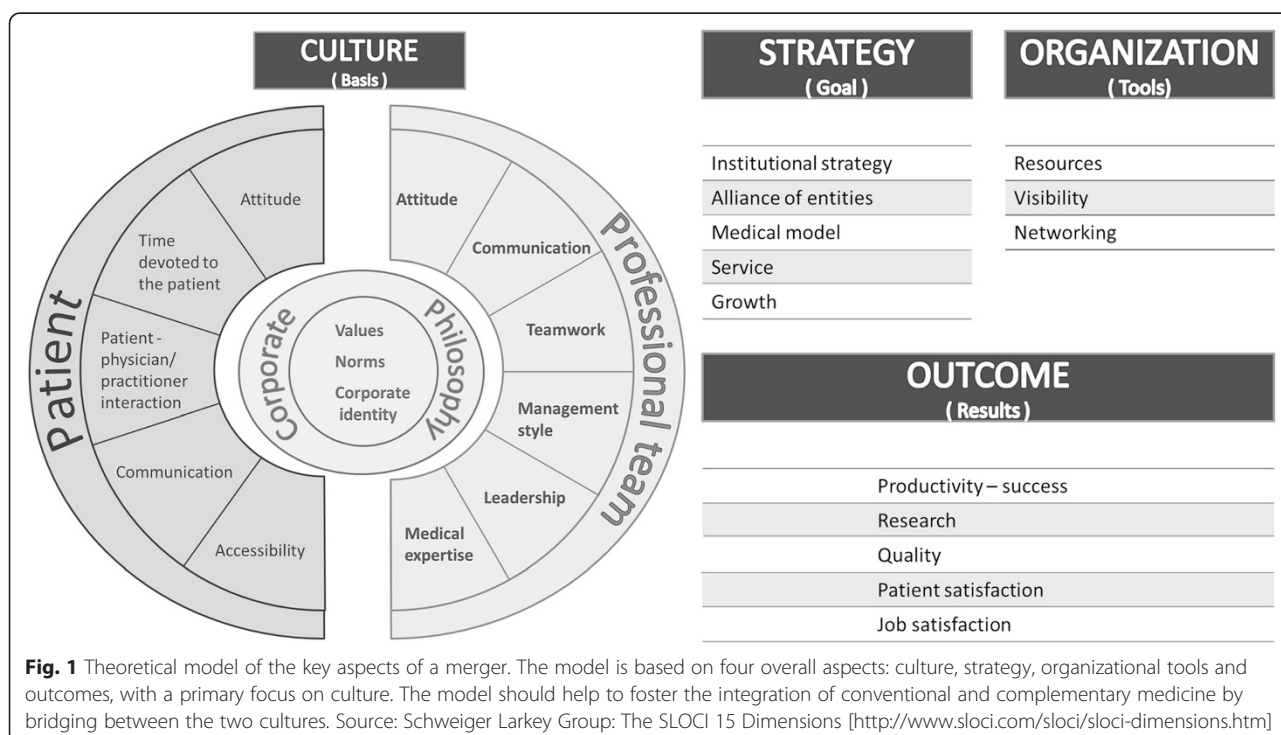 CULTURE
( Basis )
Patient
Attitude
Time
devoted to
the patient
Patient -
physician/
practitioner
interaction
Communication
Accessibility
Corporate Philosophy
Values
Norms
Corporate
identity
Professional team
Attitude
Communication
Teamwork
Management
style
Leadership
Medical
expertise
STRATEGY
( Goal )
Institutional strategy
Alliance of entities
Medical model
Service
Growth
ORGANIZATION
( Tools)
Resources
Visibility
Networking
OUTCOME
( Results )
Productivity – success
Research
Quality
Patient satisfaction
Job satisfaction
Fig. 1 Theoretical model of the key aspects of a merger. The model is based on four overall aspects: culture, strategy, organizational tools and
outcomes, with a primary focus on culture. The model should help to foster the integration of conventional and complementary medicine by
bridging between the two cultures. Source: Schweiger Larkey Group: The SLOCI 15 Dimensions [http://www.sloci.com/sloci/sloci-dimensions.htm]